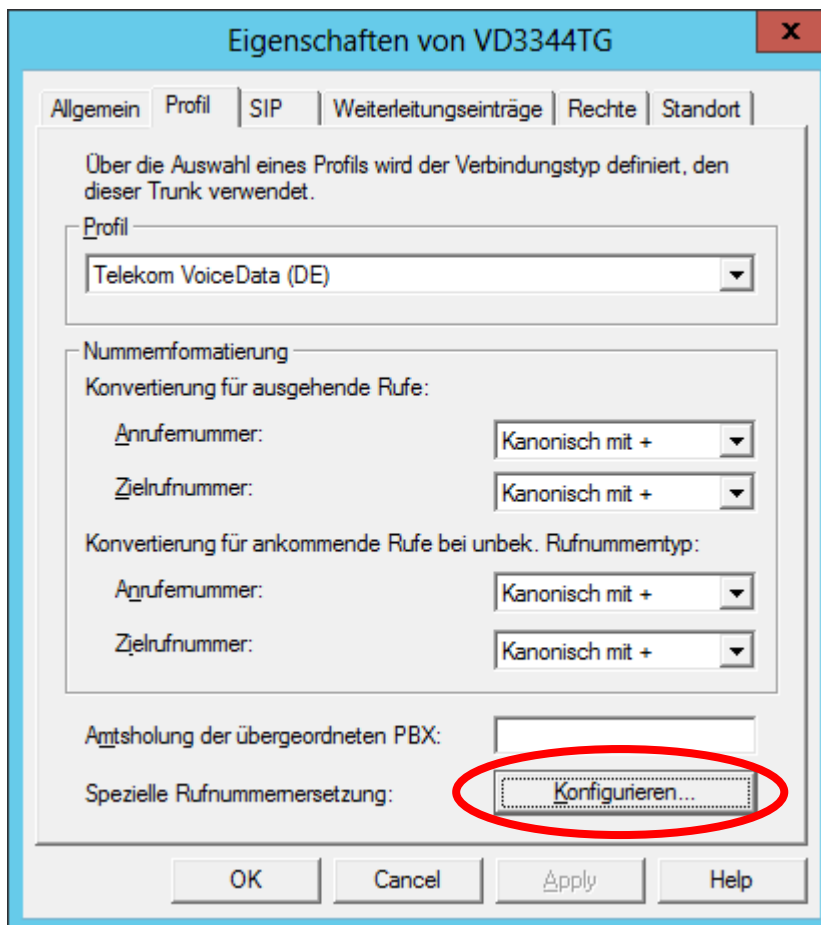 Eigenschaften von VD3344TG
x
Allgemein Profil SIP Weiterleitungseinträge Rechte Standort
Über die Auswahl eines Profils wird der Verbindungstyp definiert, den
dieser Trunk verwendet.
Profil
Telekom VoiceData (DE)
Nummernformatierung
Konvertierung für ausgehende Rufe:
Anrufernummer: Kanonisch mit +
Zielrufnummer: Kanonisch mit +
Konvertierung für ankommende Rufe bei unbek. Rufnummerntyp:
Anrufernummer: Kanonisch mit +
Zielrufnummer: Kanonisch mit +
Amtsholung der übergeordneten PBX:
Spezielle Rufnummernersetzung: Konfigurieren...
OK Cancel Apply Help